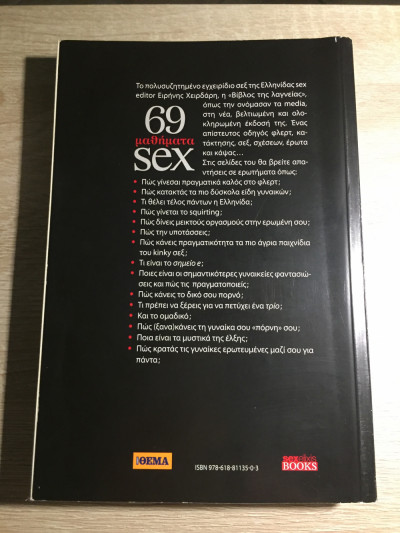 Το πολυσυζητημένο εγχειρίδιο σεξ της Ελληνίδας sex
editor Ειρήνης Χειρδάρη, η «Βίβλος της λαγνείας»,
όπως την ονόμασαν τα media,
στη νέα, βελτιωμένη και ολο-
κληρωμένη έκδοσή της. Ένας
απίστευτος οδηγός φλερτ, κα-
τάκτησης, σεξ, σχέσεων, έρωτα
και κάψας...
Στις σελίδες του θα βρείτε απα-
ντήσεις σε ερωτήματα όπως:
69
μαθήματα
sex
• Πώς γίνεσαι πραγματικά καλός στο φλερτ;
• Πώς κατακτάς τα πιο δύσκολα είδη γυναικών;
• Τι θέλει τέλος πάντων η Ελληνίδα;
• Πώς γίνεται το squirting;
• Πώς δίνεις μεικτούς οργασμούς στην ερωμένη σου;
• Πώς την υποτάσσεις;
• Πώς κάνεις πραγματικότητα τα πιο άγρια παιχνίδια
του kinky σεξ;
• Τι είναι το σημείο e;
• Ποιες είναι οι σημαντικότερες γυναικείες φαντασιώ-
σεις και πώς τις πραγματοποιείς;
• Πώς κάνεις το δικό σου πορνό;
• Τι πρέπει να ξέρεις για να πετύχει ένα τρίο;
• Και το ομαδικό;
• Πώς (ξανα)κάνεις τη γυναίκα σου «πόρνη» σου;
• Ποια είναι τα μυστικά της έλξης;
• Πώς κρατάς τις γυναίκες ερωτευμένες μαζί σου για
πάντα;
ΘΕΜΑ
ISBN 978-618-81135-0-3
sex
BOOKS